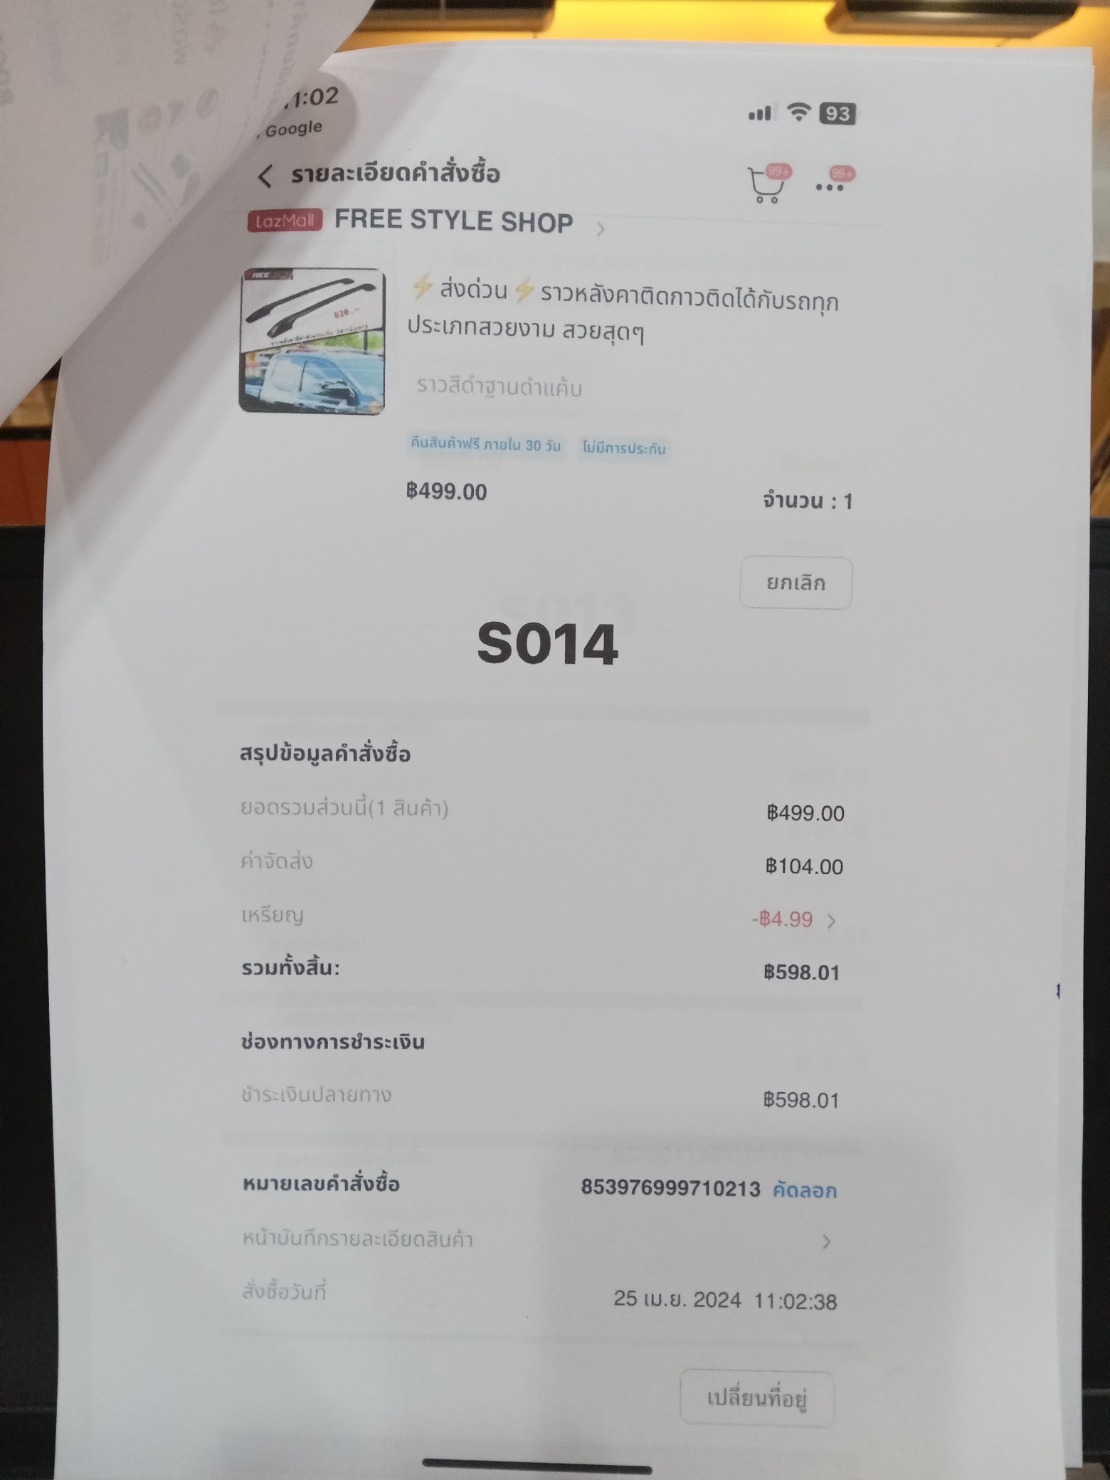 1:02
Google
รายละเอียดคำสั่งซื้อ
99+
99+
93
LazMall FREE STYLE SHOP
⚡ส่งด่วน⚡ราวหลังคาติดกาวติดได้กับรถทุก
ประเภทสวยงาม สวยสุดๆ
ราวสีดำฐานดำแค้บ
คืนสินค้าฟรี ภายใน 30 วัน ไม่มีการประกัน
฿499.00 จำนวน : 1
ยกเลิก
S014
สรุปข้อมูลคำสั่งซื้อ
ยอดรวมส่วนนี้(1 สินค้า) ฿499.00
ค่าจัดส่ง ฿104.00
เหรียญ -฿4.99
รวมทั้งสิ้น: ฿598.01
ช่องทางการชำระเงิน
ชำระเงินปลายทาง ฿598.01
หมายเลขคำสั่งซื้อ 853976999710213 คัดลอก
หน้าบันทึกรายละเอียดสินค้า
สั่งซื้อวันที่ 25 เม.ย. 2024 11:02:38
เปลี่ยนที่อยู่